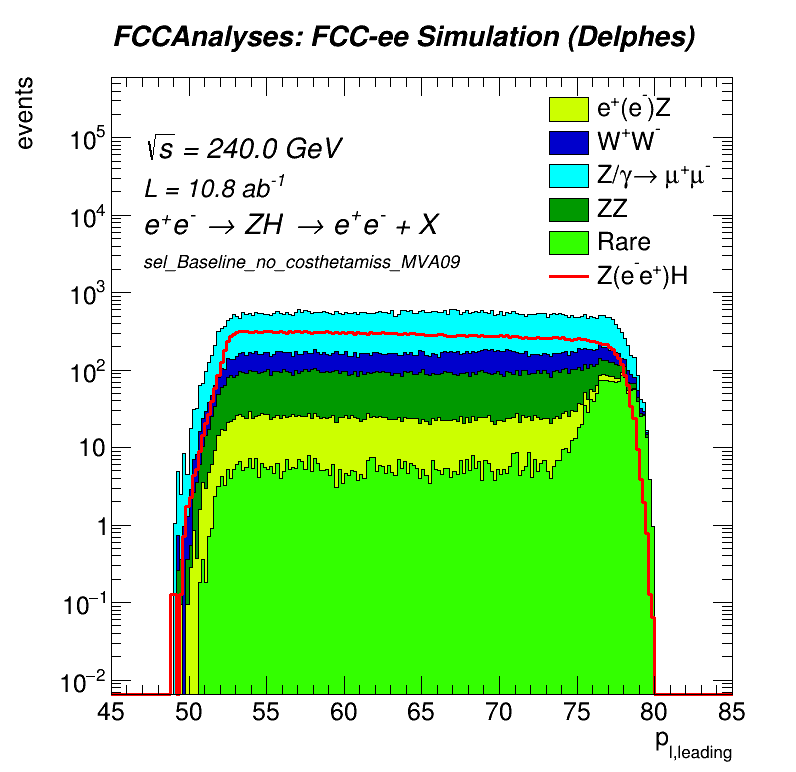 FCCAnalyses: FCC-ee Simulation (Delphes)
events
√s = 240.0 GeV
L = 10.8 ab⁻¹
e⁺e⁻ → ZH → e⁺e⁻ + X
sel_Baseline_no_costhetamiss_MVA09
e⁺(e⁻)Z
W⁺W⁻
Z/γ→ μ⁺μ⁻
ZZ
Rare
Z(e⁻e⁺)H
10⁵
10⁴
10³
10²
10
1
10⁻¹
10⁻²
45 50 55 60 65 70 75 80 85
p_l,leading